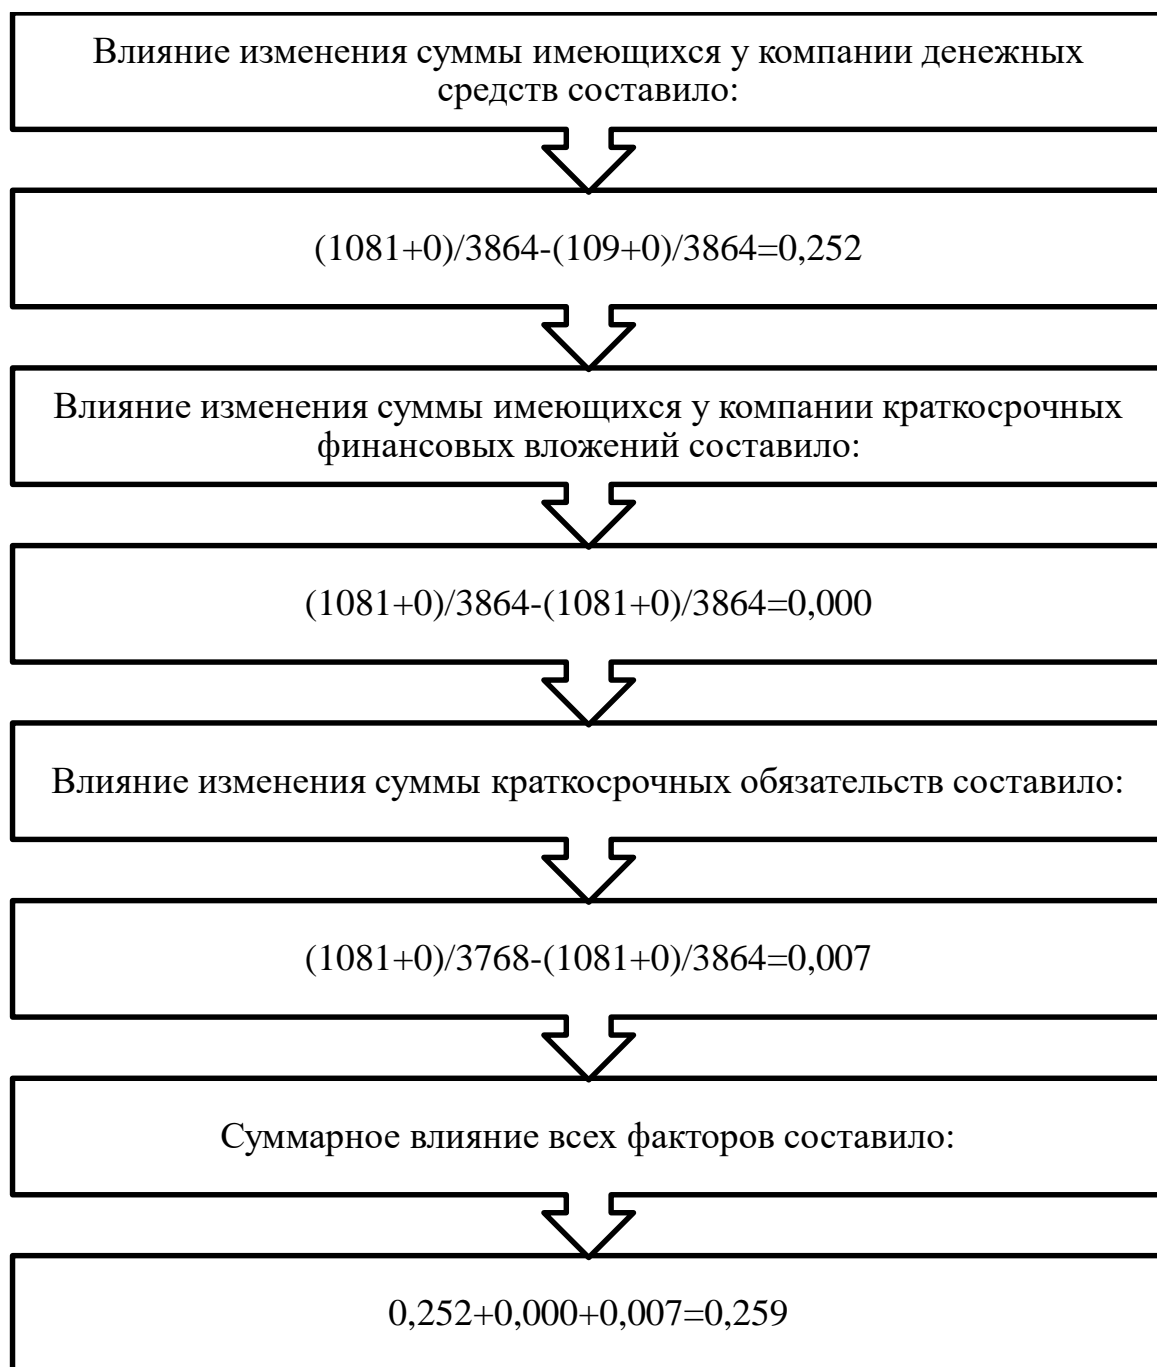 Влияние изменения суммы имеющихся у компании денежных
средств составило:
(1081+0)/3864-(109+0)/3864=0,252
Влияние изменения суммы имеющихся у компании краткосрочных
финансовых вложений составило:
(1081+0)/3864-(1081+0)/3864=0,000
Влияние изменения суммы краткосрочных обязательств составило:
(1081+0)/3768-(1081+0)/3864=0,007
Суммарное влияние всех факторов составило:
0,252+0,000+0,007=0,259